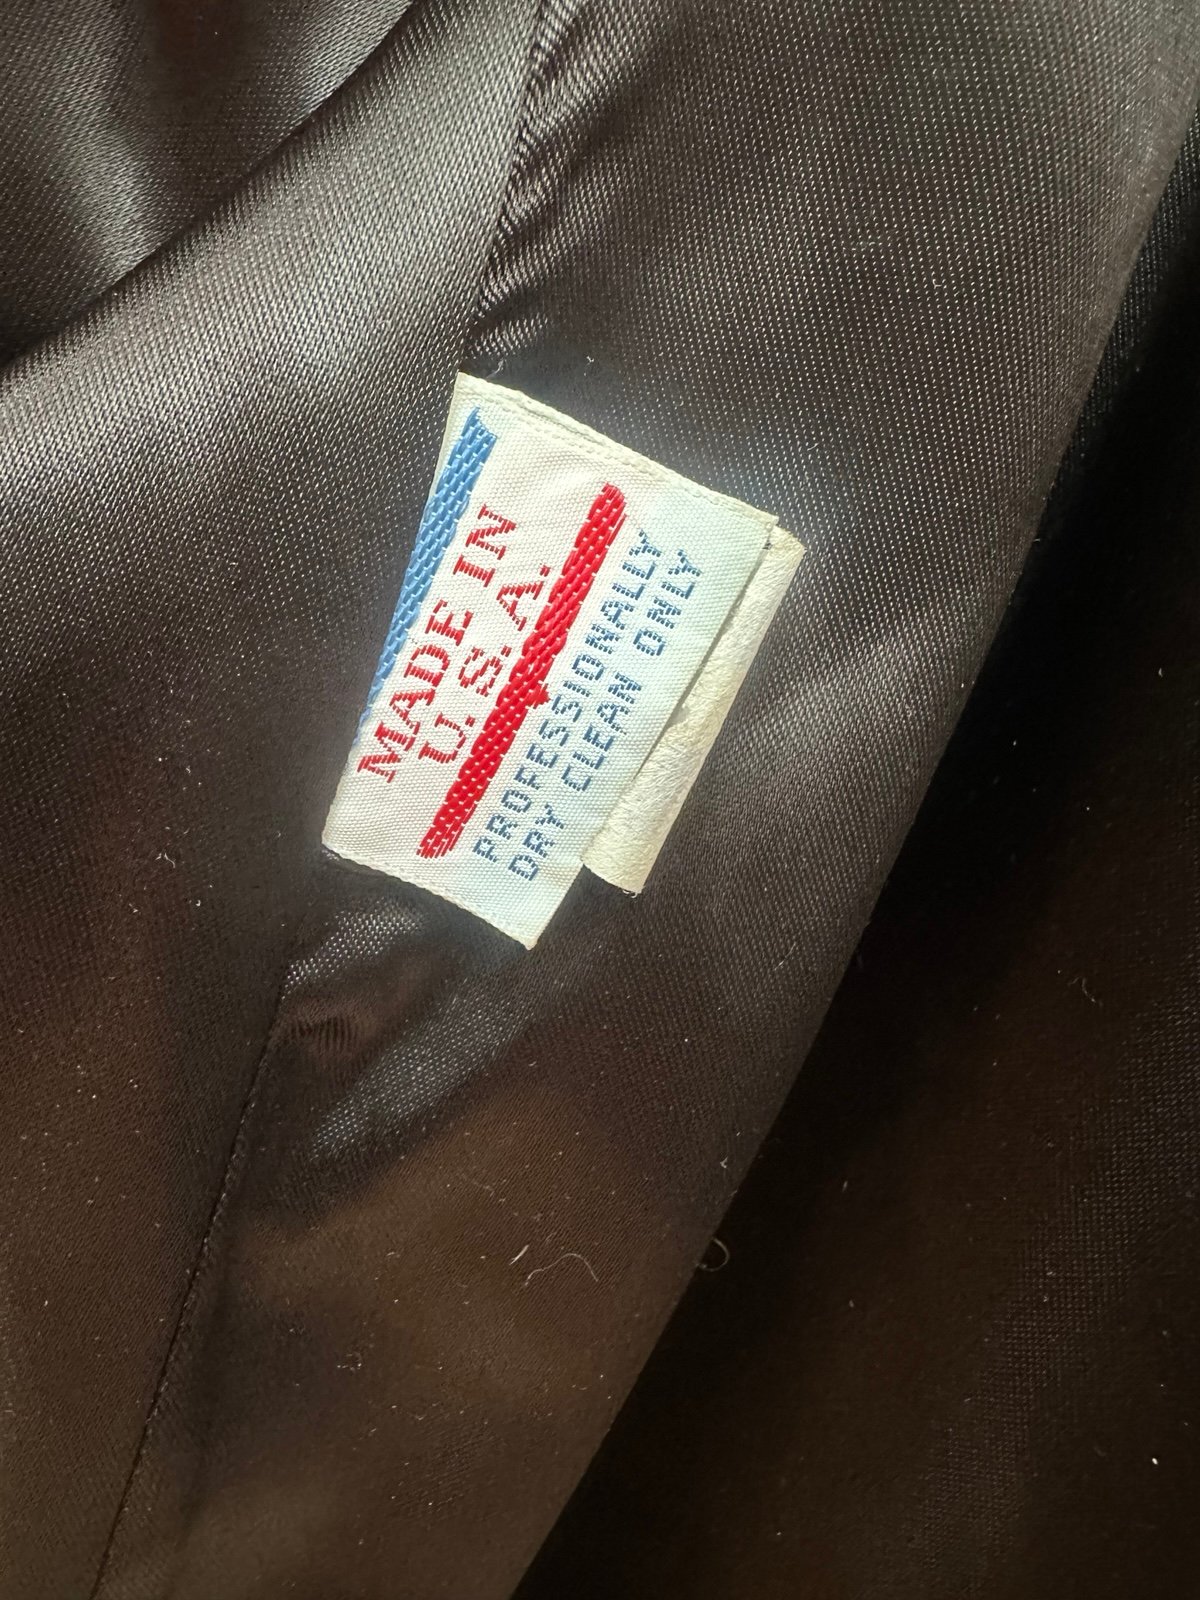 MADE IN
U.S.A.
PROFESSIONALLY
DRY CLEAN ONLY